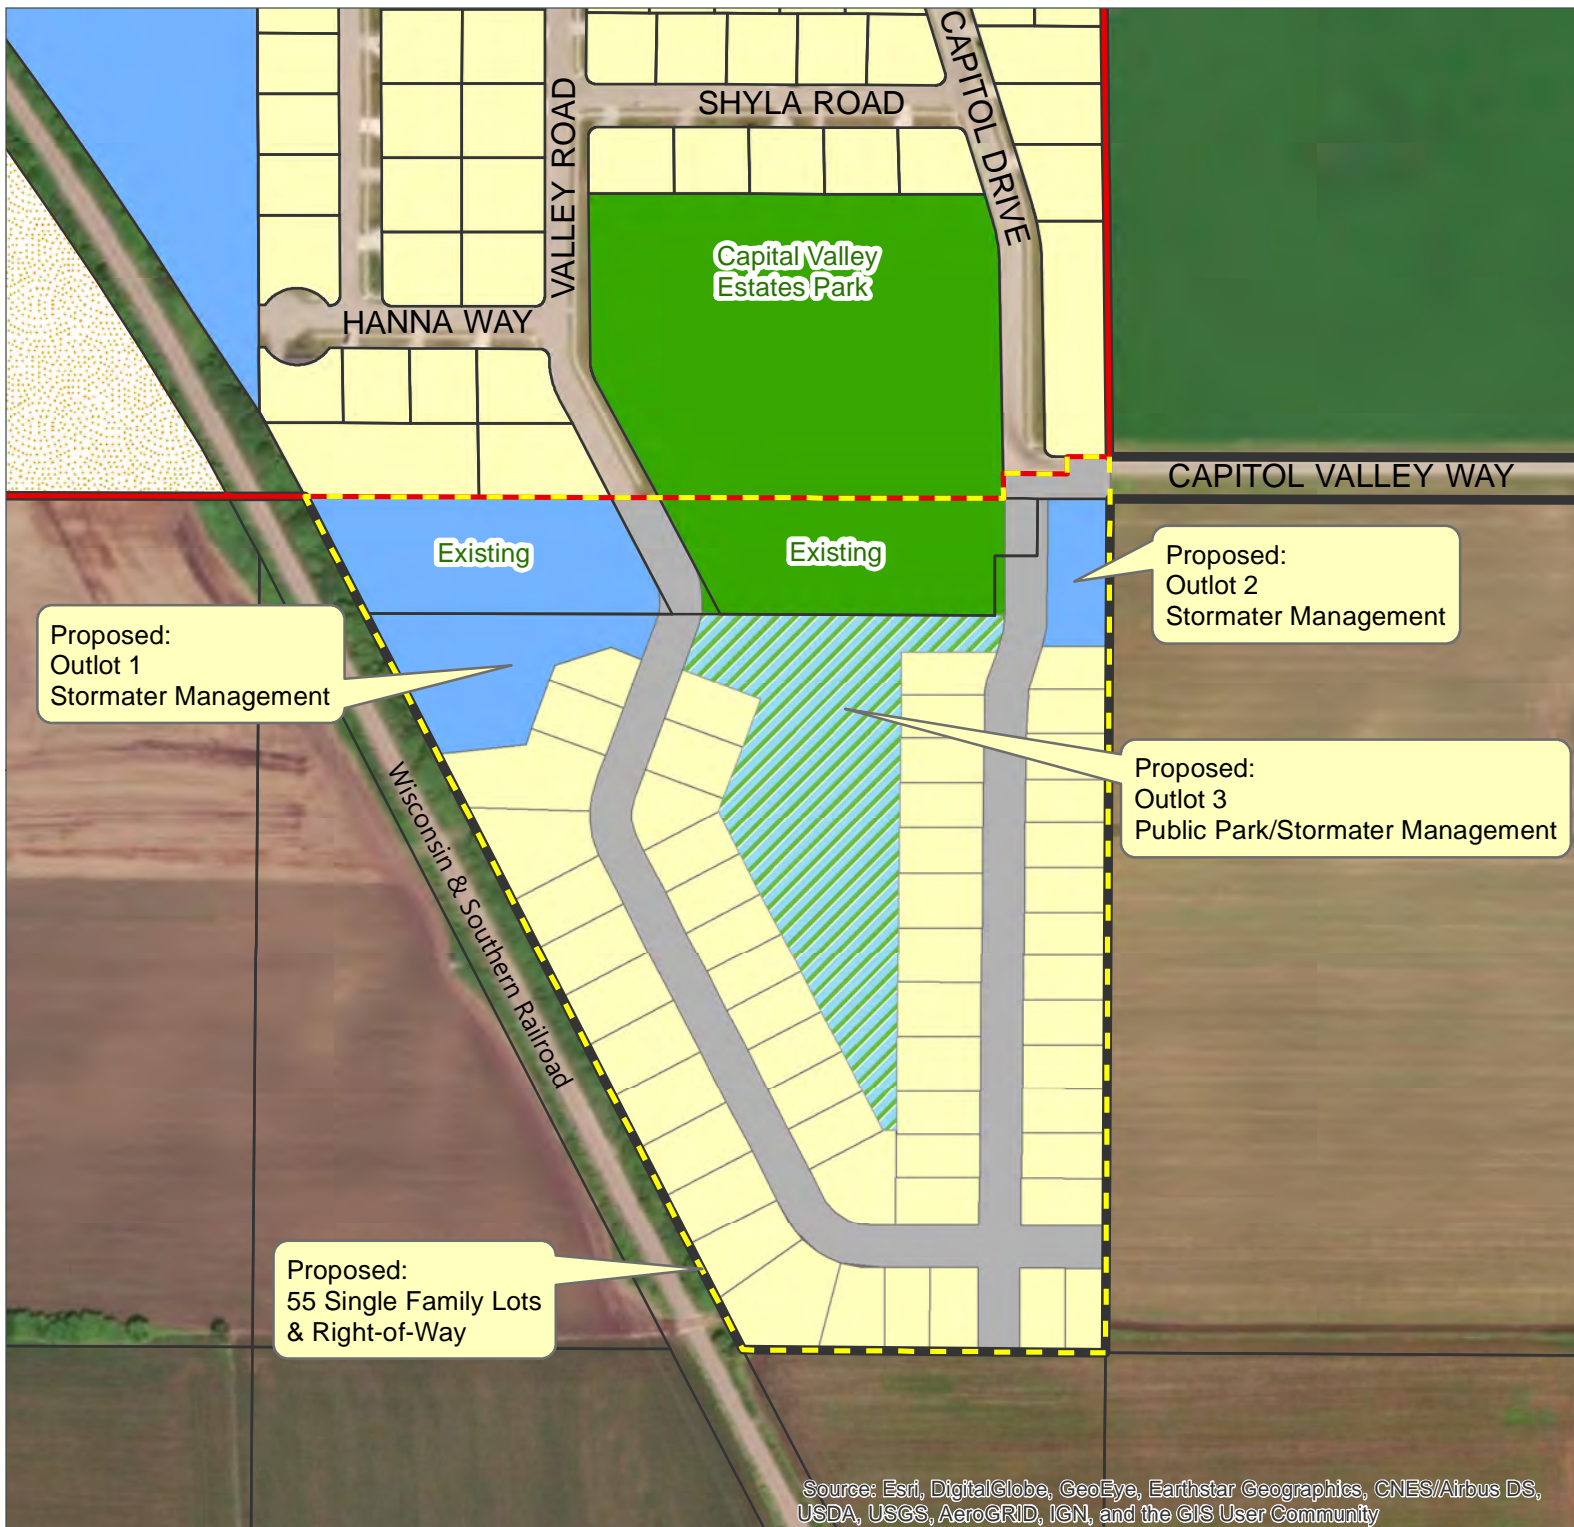 CAPITOL DRIVE
SHYLA ROAD
VALLEY ROAD
Capital Valley
Estates Park
HANNA WAY
CAPITOL VALLEY WAY
Existing
Existing
Proposed:
Outlot 2
Stormater Management
Proposed:
Outlot 1
Stormater Management
Proposed:
Outlot 3
Public Park/Stormater Management
Wisconsin & Southern Railroad
Proposed:
55 Single Family Lots
& Right-of-Way
Source: Esri, DigitalGlobe, GeoEye, Earthstar Geographics, CNES/Airbus DS,
USDA, USGS, AeroGRID, IGN, and the GIS User Community